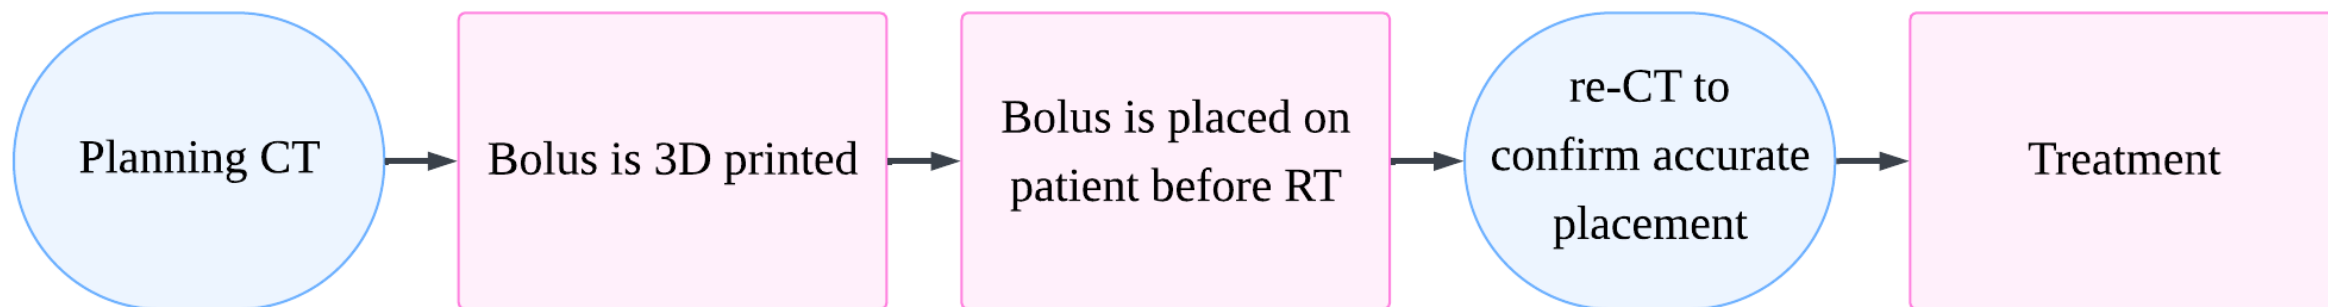 Planning CT
Bolus is 3D printed
Bolus is placed on
patient before RT
re-CT to
confirm accurate
placement
Treatment